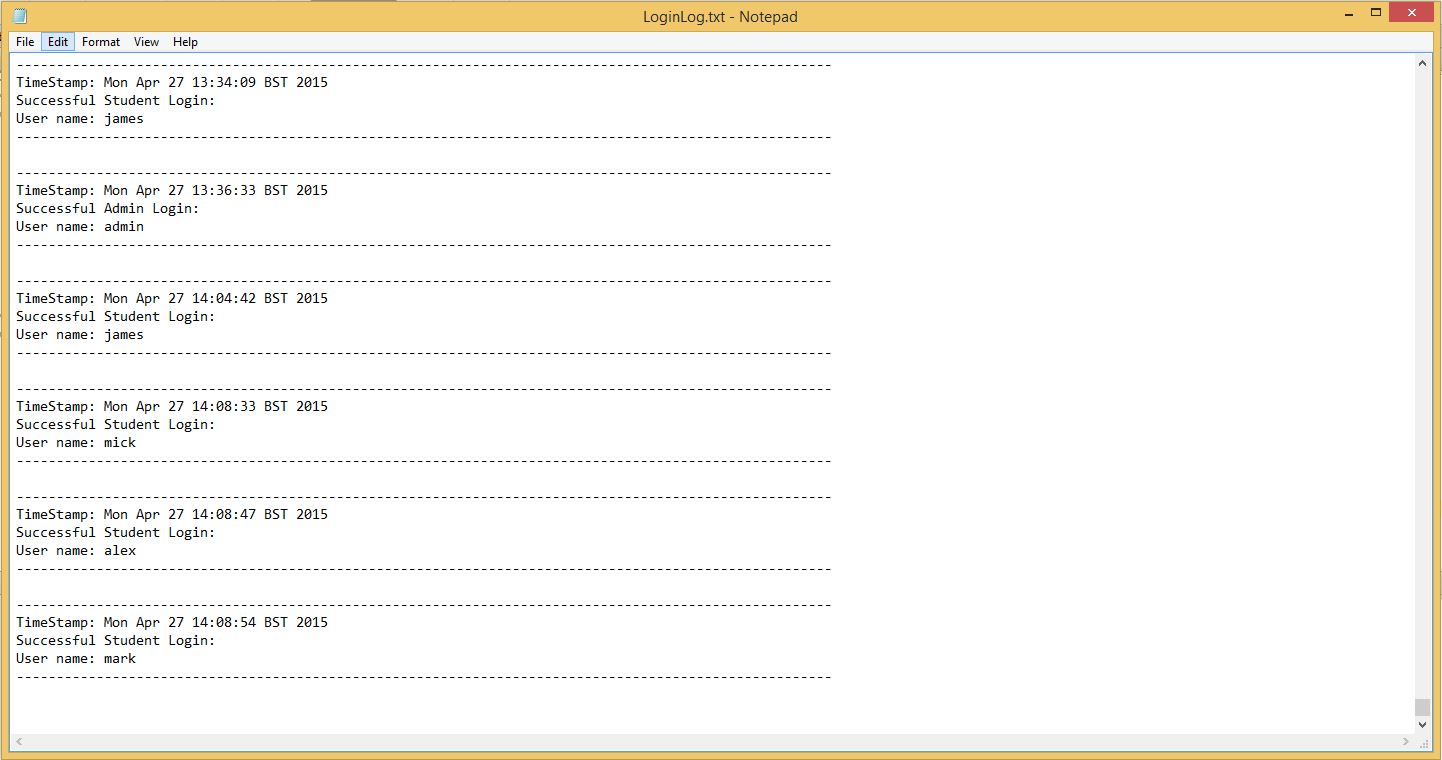 LoginLog.txt - Notepad
File Edit Format View Help
------------------------------------------------------------------------------------------------------
TimeStamp: Mon Apr 27 13:34:09 BST 2015
Successful Student Login:
User name: james
------------------------------------------------------------------------------------------------------
------------------------------------------------------------------------------------------------------
TimeStamp: Mon Apr 27 13:36:33 BST 2015
Successful Admin Login:
User name: admin
------------------------------------------------------------------------------------------------------
------------------------------------------------------------------------------------------------------
TimeStamp: Mon Apr 27 14:04:42 BST 2015
Successful Student Login:
User name: james
------------------------------------------------------------------------------------------------------
------------------------------------------------------------------------------------------------------
TimeStamp: Mon Apr 27 14:08:33 BST 2015
Successful Student Login:
User name: mick
------------------------------------------------------------------------------------------------------
------------------------------------------------------------------------------------------------------
TimeStamp: Mon Apr 27 14:08:47 BST 2015
Successful Student Login:
User name: alex
------------------------------------------------------------------------------------------------------
------------------------------------------------------------------------------------------------------
TimeStamp: Mon Apr 27 14:08:54 BST 2015
Successful Student Login:
User name: mark
------------------------------------------------------------------------------------------------------